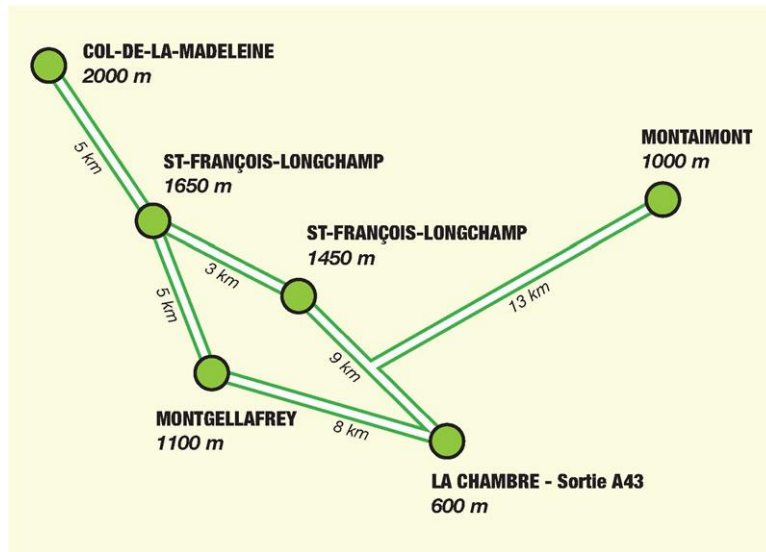 COL-DE-LA-MADELEINE
2000 m
5 km
MONTAIMONT
1000 m
ST-FRANÇOIS-LONGCHAMP
1650 m
ST-FRANÇOIS-LONGCHAMP
1450 m
3 km
5 km
13 km
9 km
MONTGELLAFREY
1100 m
8 km
LA CHAMBRE - Sortie A43
600 m